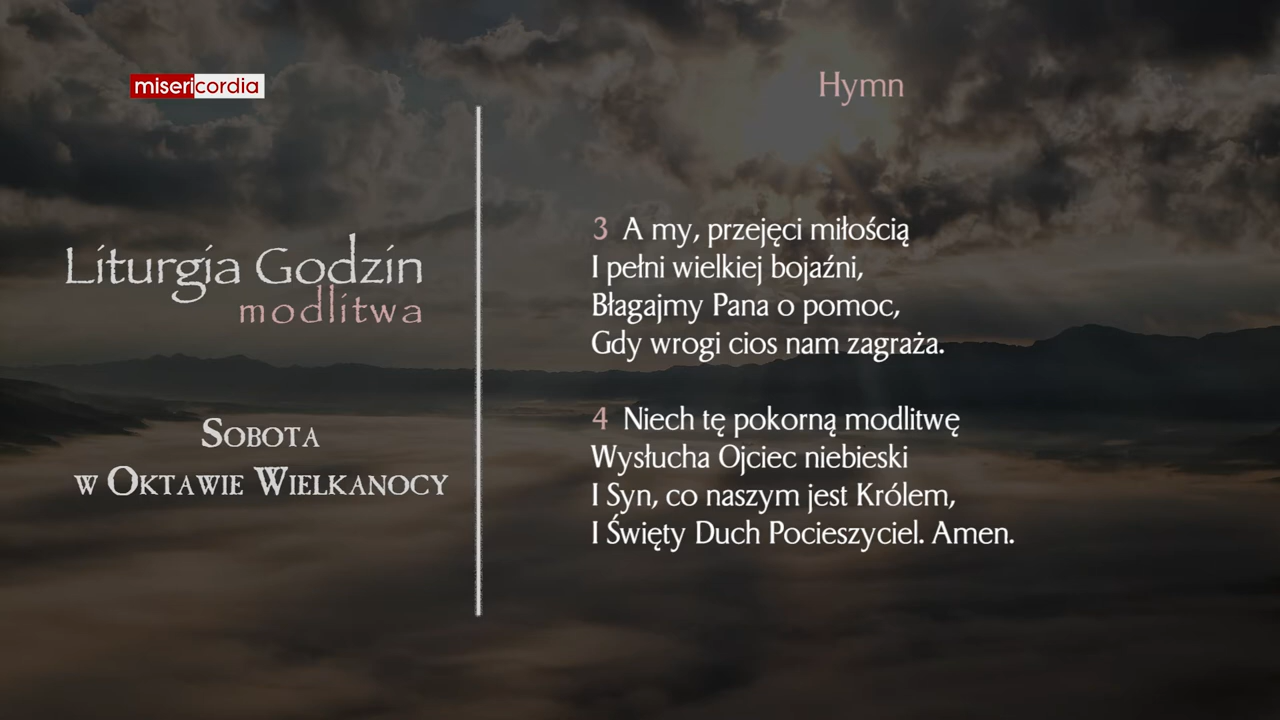 misericordia
Liturgia Godzin
modlitwa
Sobota
w Oktawie Wielkanocy
Hymn
3 A my, przejęci miłością
I pełni wielkiej bojaźni,
Błagajmy Pana o pomoc,
Gdy wrogi cios nam zagraża.
4 Niech tę pokorną modlitwę
Wysłucha Ojciec niebieski
I Syn, co naszym jest Królem,
I Święty Duch Pocieszyciel. Amen.